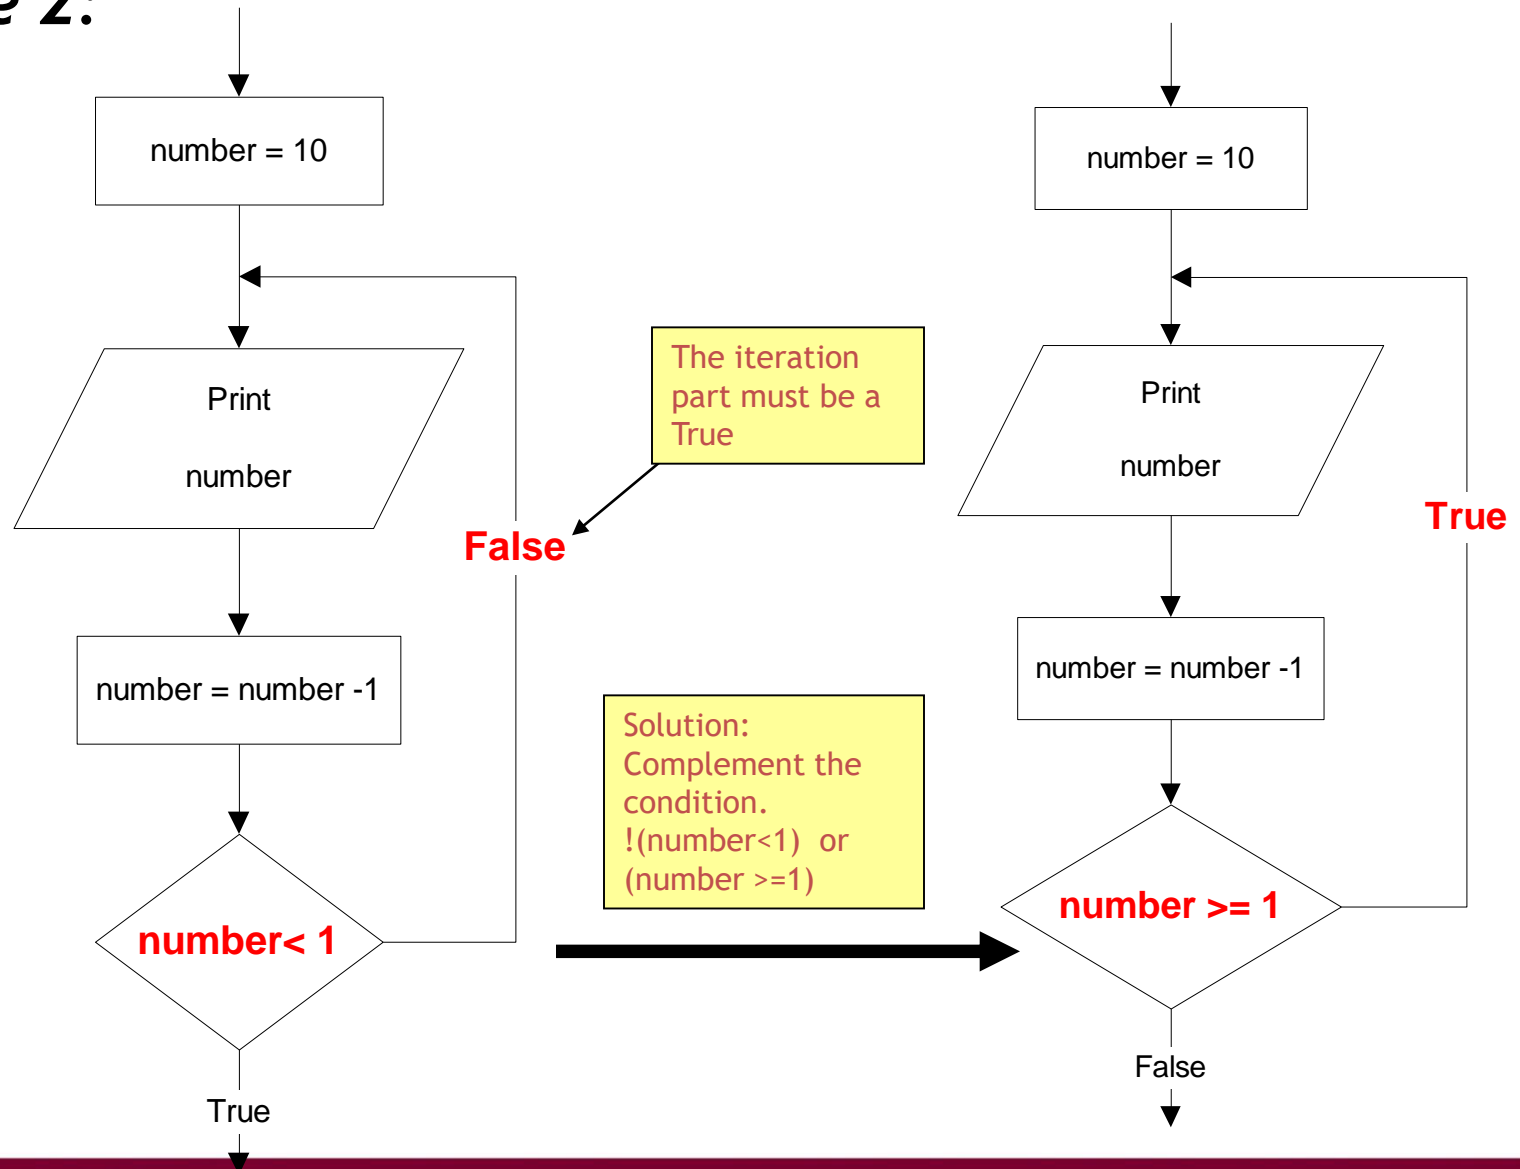 e 2:
number = 10
Print
number
False
number = number -1
number< 1
True
The iteration
part must be a
True
Solution:
Complement the
condition.
!(number<1) or
(number >=1)
number = 10
Print
number
True
number = number -1
number >= 1
False